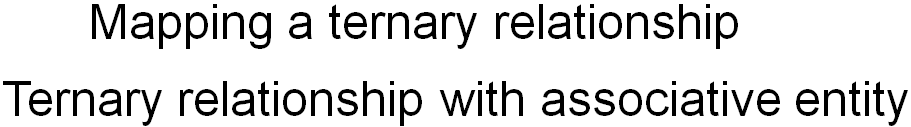 Mapping a ternary relationship
Ternary relationship with associative entity